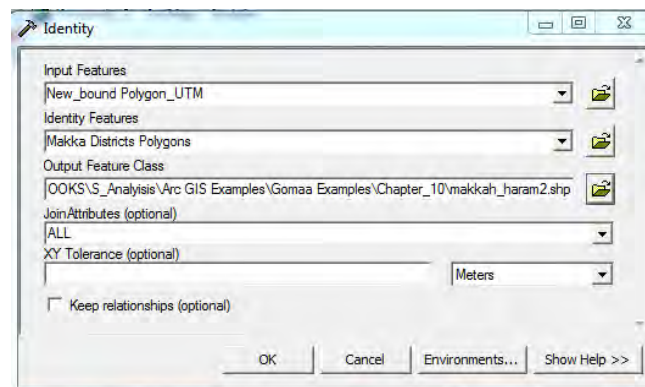 Identity
Input Features
New_bound Polygon_UTM
Identity Features
Makka Districts Polygons
Output Feature Class
OOKS\S_Analyisis\Arc GIS Examples\Gomaa Examples\Chapter_10\makkah_haram2.shp
JoinAttributes (optional)
ALL
XY Tolerance (optional)
Meters
Keep relationships (optional)
OK Cancel Environments... Show Help >>